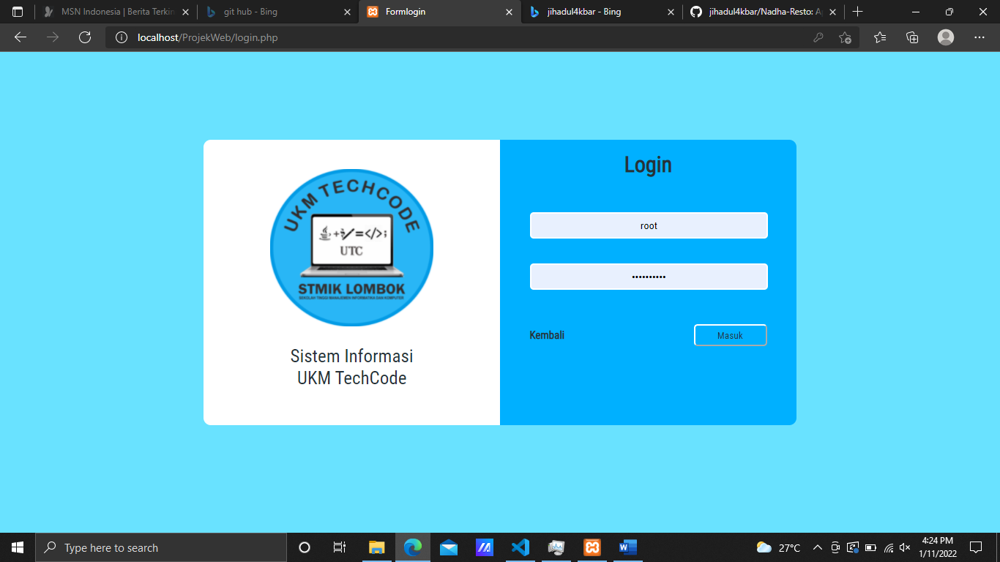 MSN Indonesia | Berita Terkin
git hub - Bing
Formlogin
jihadul4kbar - Bing
jihadul4kbar/Nadha-Resto: A
localhost/ProjekWeb/login.php
UKM TECHCODE
</>;
UTC
STMIK LOMBOK
SEKOLAH TINGGI MANAJEMEN INFORMATIKA DAN KOMPUTER
Sistem Informasi
UKM TechCode
Login
root
••••••••••
Kembali
Masuk
Type here to search
27°C
4:24 PM
1/11/2022